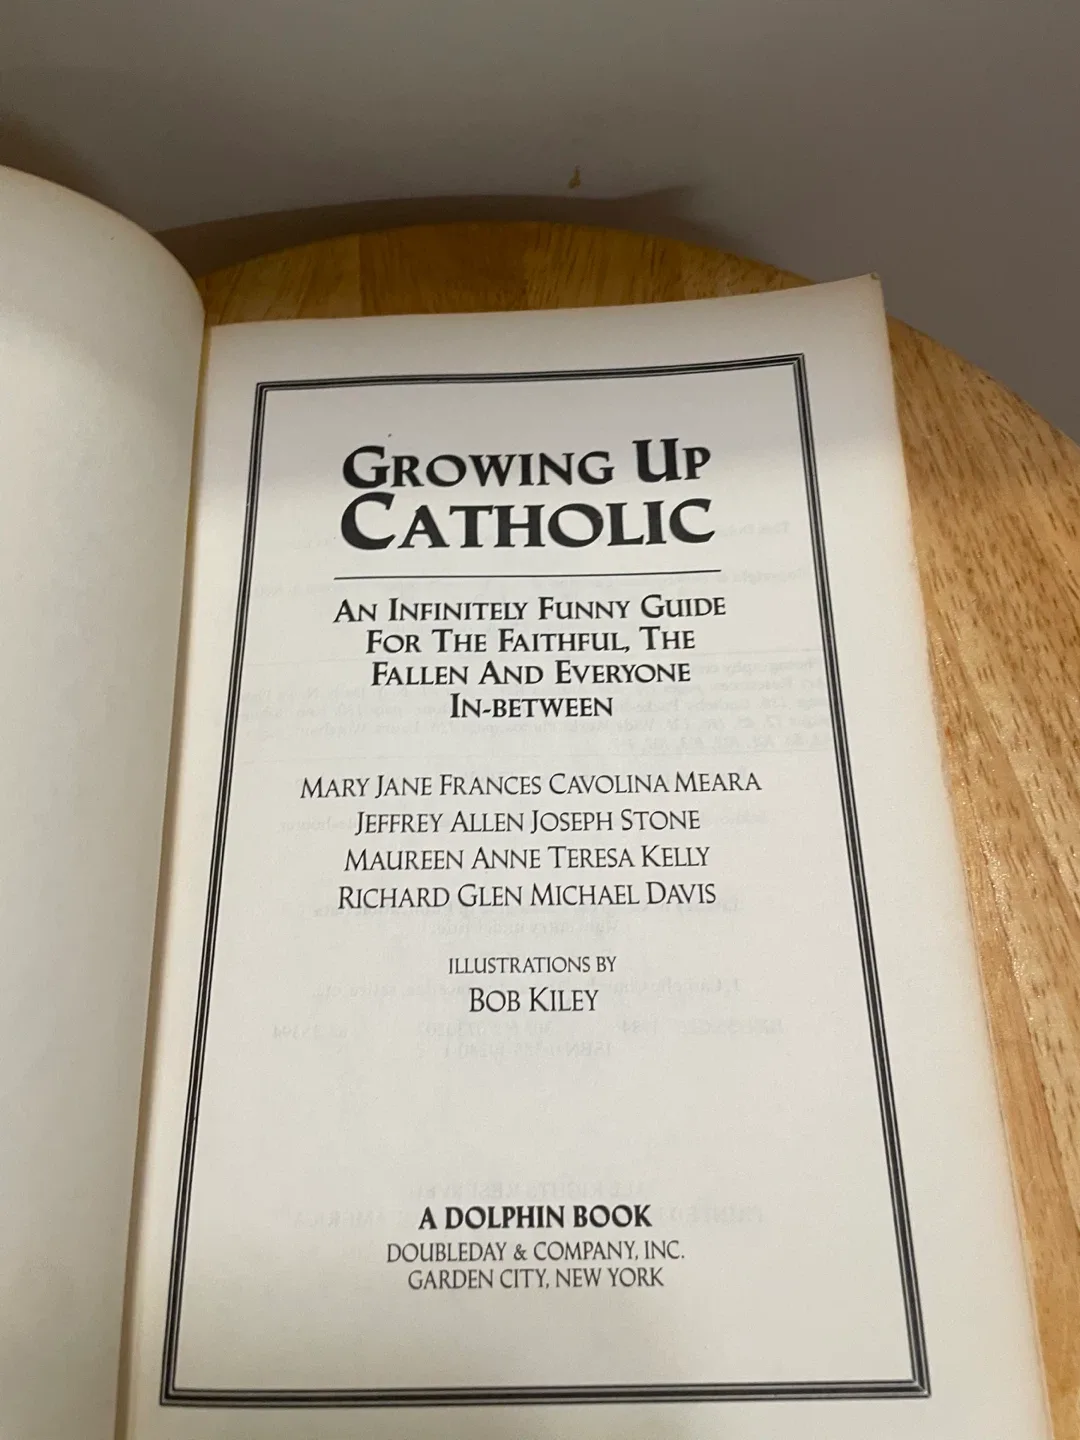 GROWING UP
CATHOLIC
AN INFINITELY FUNNY GUIDE
FOR THE FAITHFUL, THE
FALLEN AND EVERYONE
IN-BETWEEN
MARY JANE FRANCES CAVOLINA MEARA
JEFFREY ALLEN JOSEPH STONE
MAUREEN ANNE TERESA KELLY
RICHARD GLEN MICHAEL DAVIS
ILLUSTRATIONS BY
BOB KILEY
A DOLPHIN BOOK
DOUBLEDAY & COMPANY, INC.
GARDEN CITY, NEW YORK